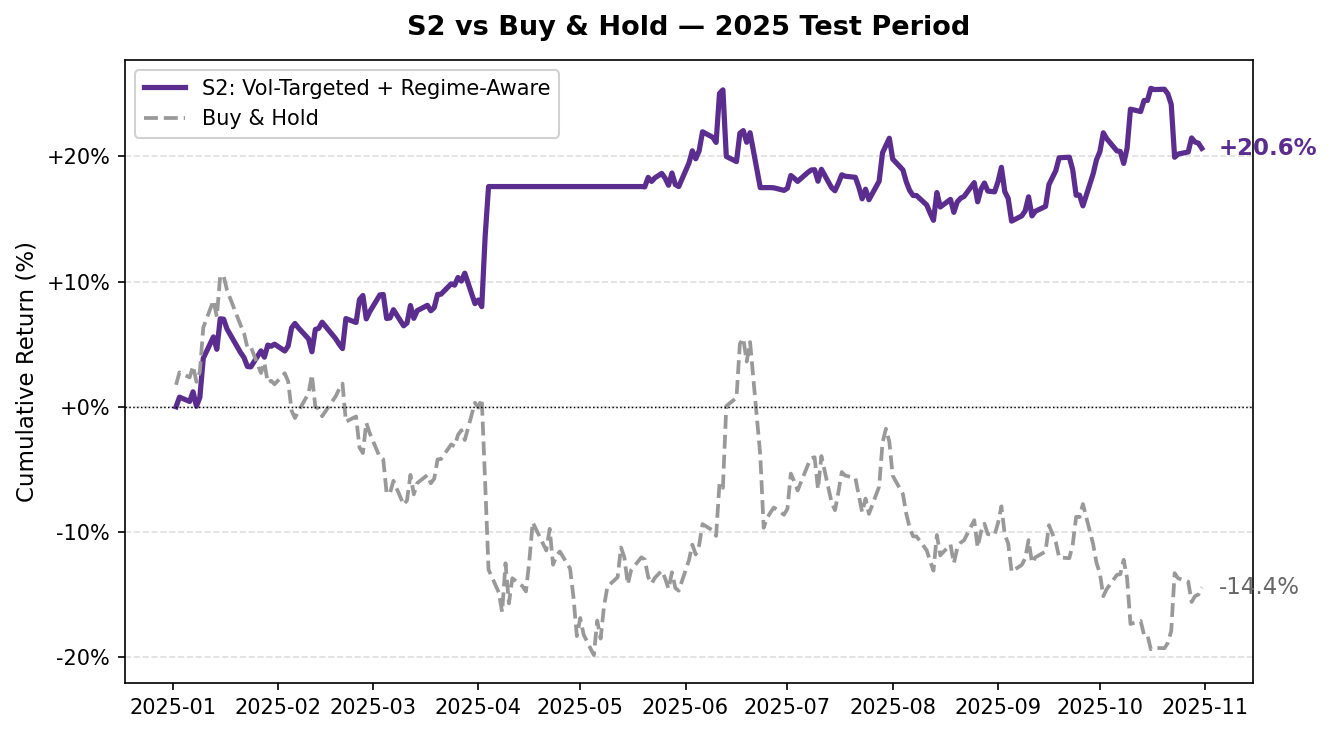 S2 vs Buy & Hold — 2025 Test Period
S2: Vol-Targeted + Regime-Aware
Buy & Hold
Cumulative Return (%)
+20%
+10%
+0%
-10%
-20%
+20.6%
-14.4%
2025-01 2025-02 2025-03 2025-04 2025-05 2025-06 2025-07 2025-08 2025-09 2025-10 2025-11